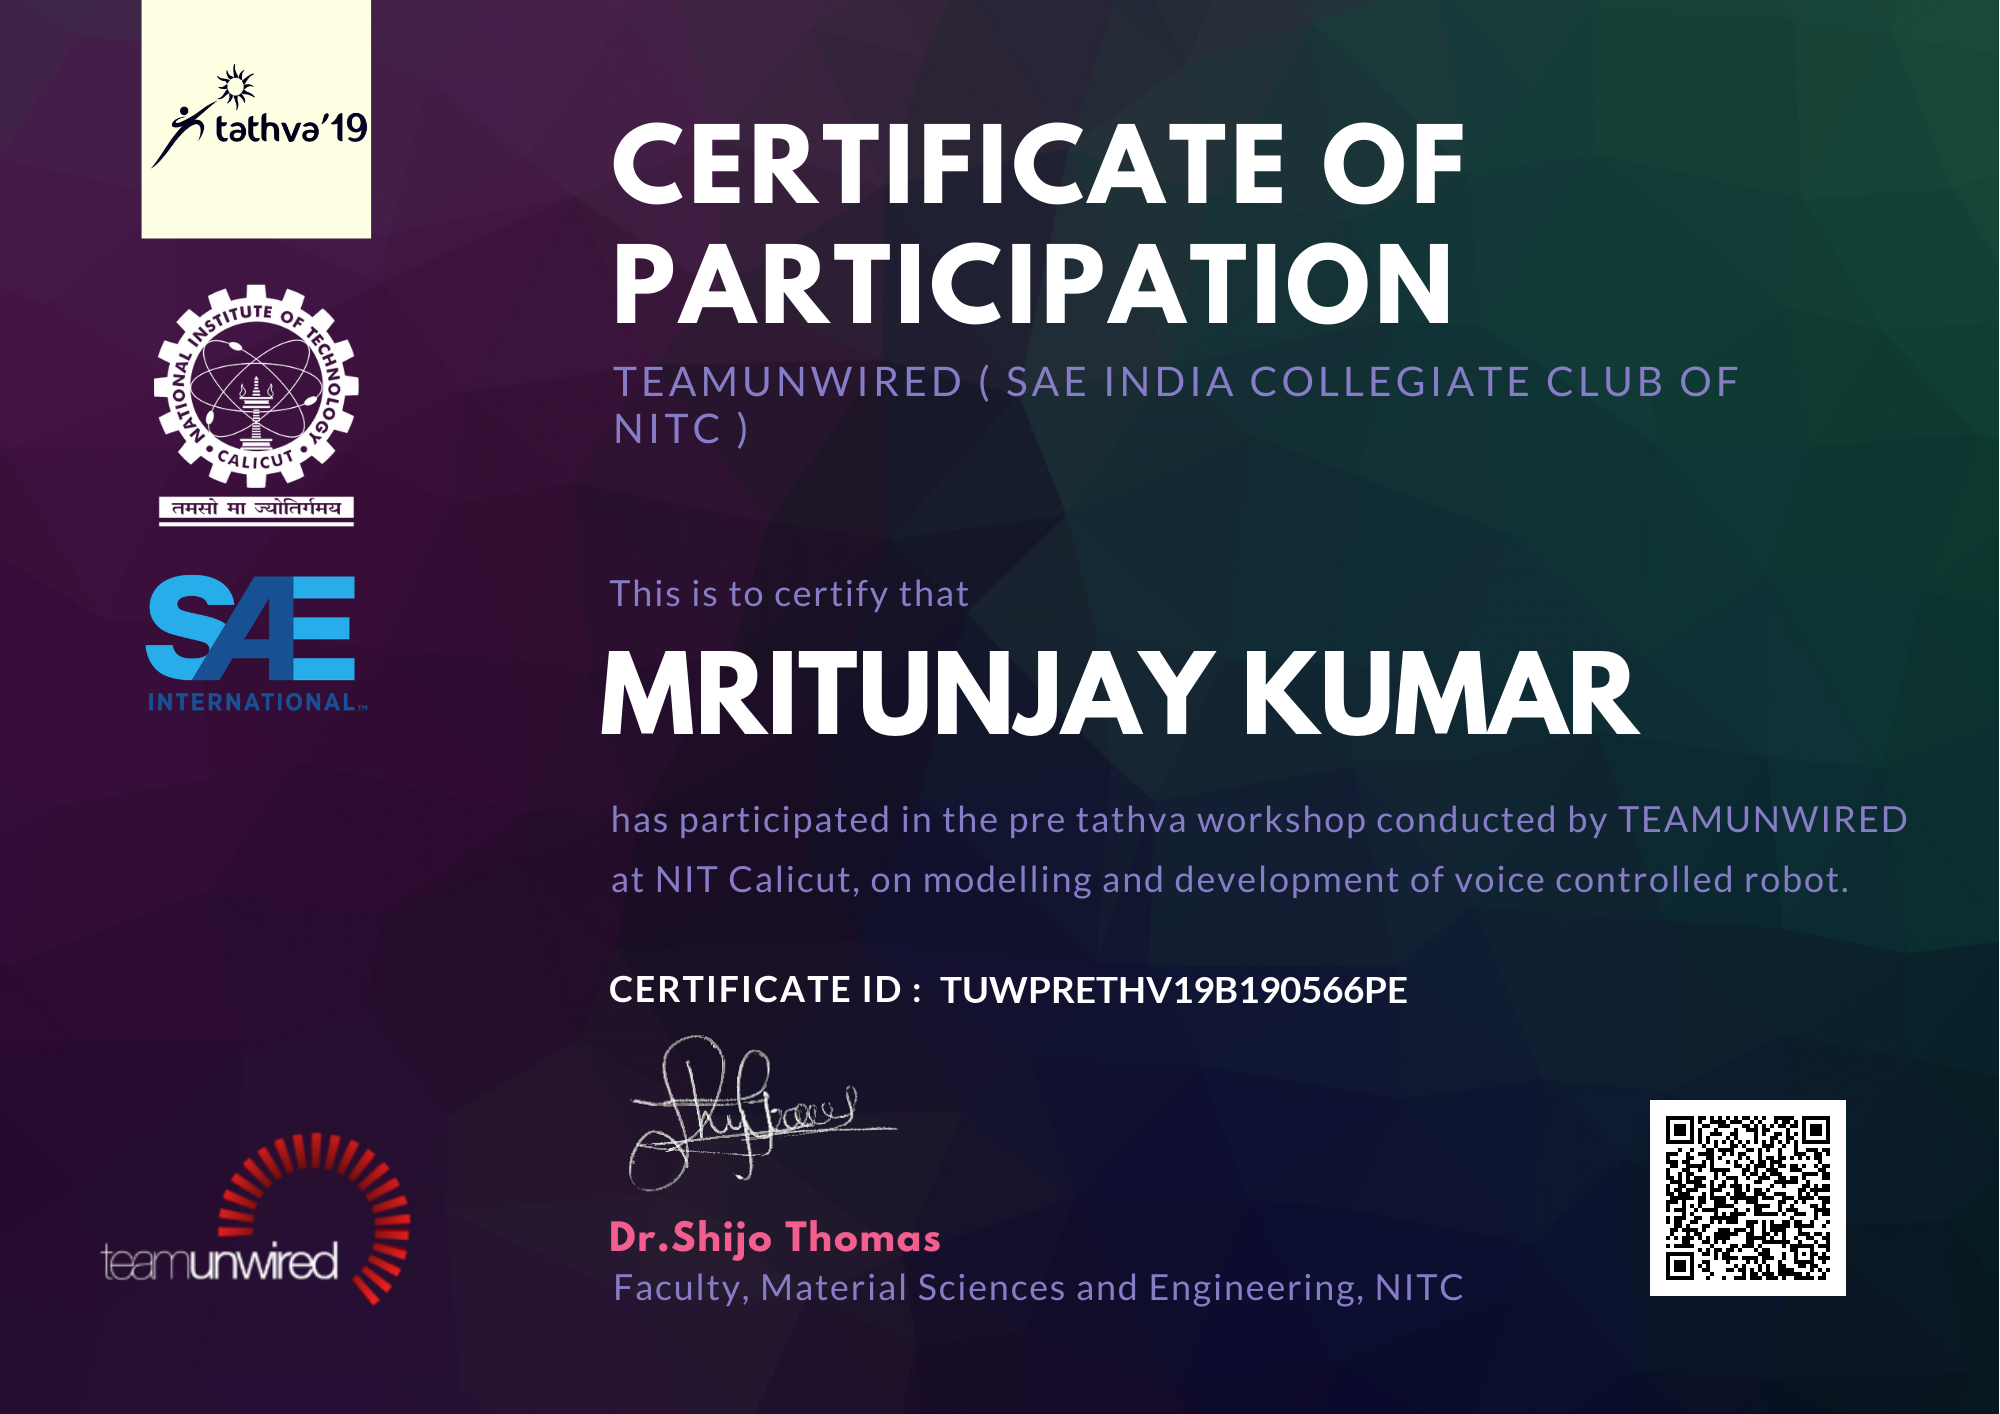 tathva'19
NATIONAL INSTITUTE OF TECHNOLOGY
• CALICUT •
तमसो मा ज्योतिर्गमय
SAE
INTERNATIONAL™
CERTIFICATE OF
PARTICIPATION
TEAMUNWIRED ( SAE INDIA COLLEGIATE CLUB OF
NITC )
This is to certify that
MRITUNJAY KUMAR
has participated in the pre tathva workshop conducted by TEAMUNWIRED
at NIT Calicut, on modelling and development of voice controlled robot.
CERTIFICATE ID : TUWPRETHV19B190566PE
Dr.Shijo Thomas
Faculty, Material Sciences and Engineering, NITC
teamunwired